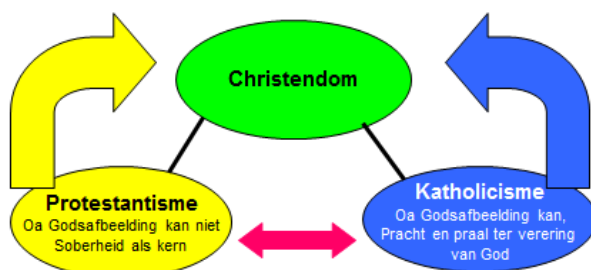 Christendom
Protestantisme
Oa Godsafbeelding kan niet
Soberheid als kern
Katholicisme
Oa Godsafbeelding kan,
Pracht en praal ter verering
van God